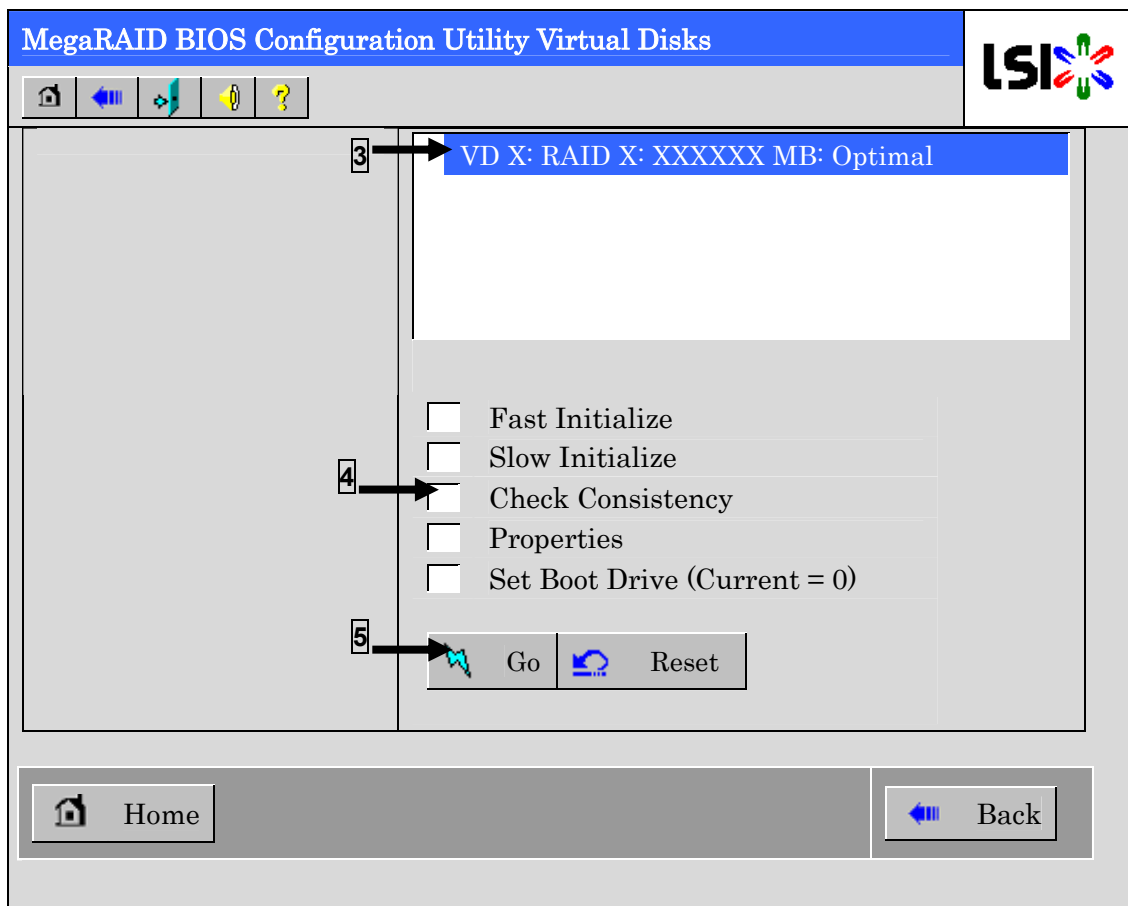 MegaRAID BIOS Configuration Utility Virtual Disks
LSI
3
VD X: RAID X: XXXXXX MB: Optimal
Fast Initialize
Slow Initialize
4
Check Consistency
Properties
Set Boot Drive (Current = 0)
5
Go Reset
Home Back